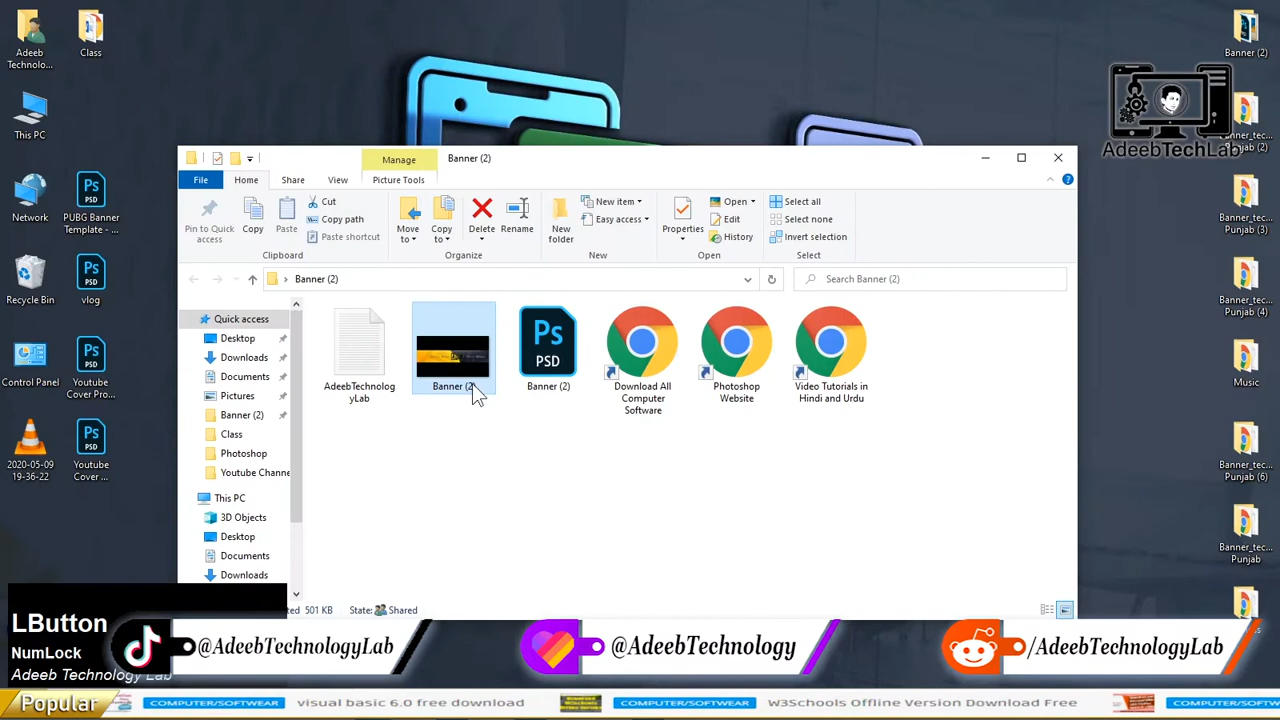 Adeeb
Technolo...
Class
Banner (2)
This PC
AdeebTechLab
Banner_tec...
Punjab (2)
Network
PUBG Banner
Template - ...
Banner_tec...
Punjab (3)
Recycle Bin
vlog
Banner_tec...
Punjab (4)
Control Panel
Youtube
Cover Pro...
Music
2020-05-09
19-36-22
Youtube
Cover ...
Banner_tec...
Punjab (6)
Banner_tec...
Punjab
Manage
Banner (2)
File
Home
Share
View
Picture Tools
Pin to Quick
access
Copy
Paste
Cut
Copy path
Paste shortcut
Clipboard
Move
to
Copy
to
Delete
Rename
Organize
New
folder
New item
Easy access
New
Properties
Open
Edit
History
Open
Select all
Select none
Invert selection
Select
Banner (2)
Search Banner (2)
Quick access
Desktop
Downloads
Documents
Pictures
Banner (2)
Class
Photoshop
Youtube Channe
This PC
3D Objects
Desktop
Documents
Downloads
AdeebTechnolog
yLab
Banner (2)
Ps
PSD
Banner (2)
Download All
Computer
Software
Photoshop
Website
Video Tutorials in
Hindi and Urdu
501 KB
State:
Shared
LButton
NumLock
Adeeb Technology Lab
@AdeebTechnologyLab
@AdeebTechnology
/AdeebTechnologyLab
Popular
COMPUTER/SOFTWEAR
visual basic 6.0 free download
COMPUTER/SOFTWEAR
W3Schools Offline Version Download Free
COMPUTER/SOFTW